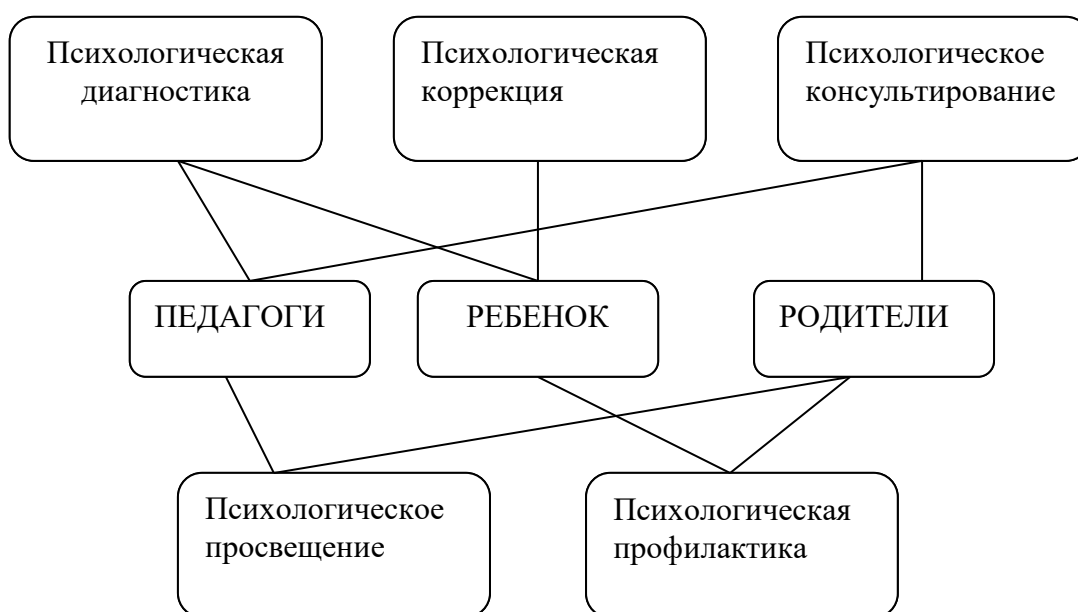 Психологическая
диагностика
Психологическая
коррекция
Психологическое
консультирование
ПЕДАГОГИ
РЕБЕНОК
РОДИТЕЛИ
Психологическое
просвещение
Психологическая
профилактика